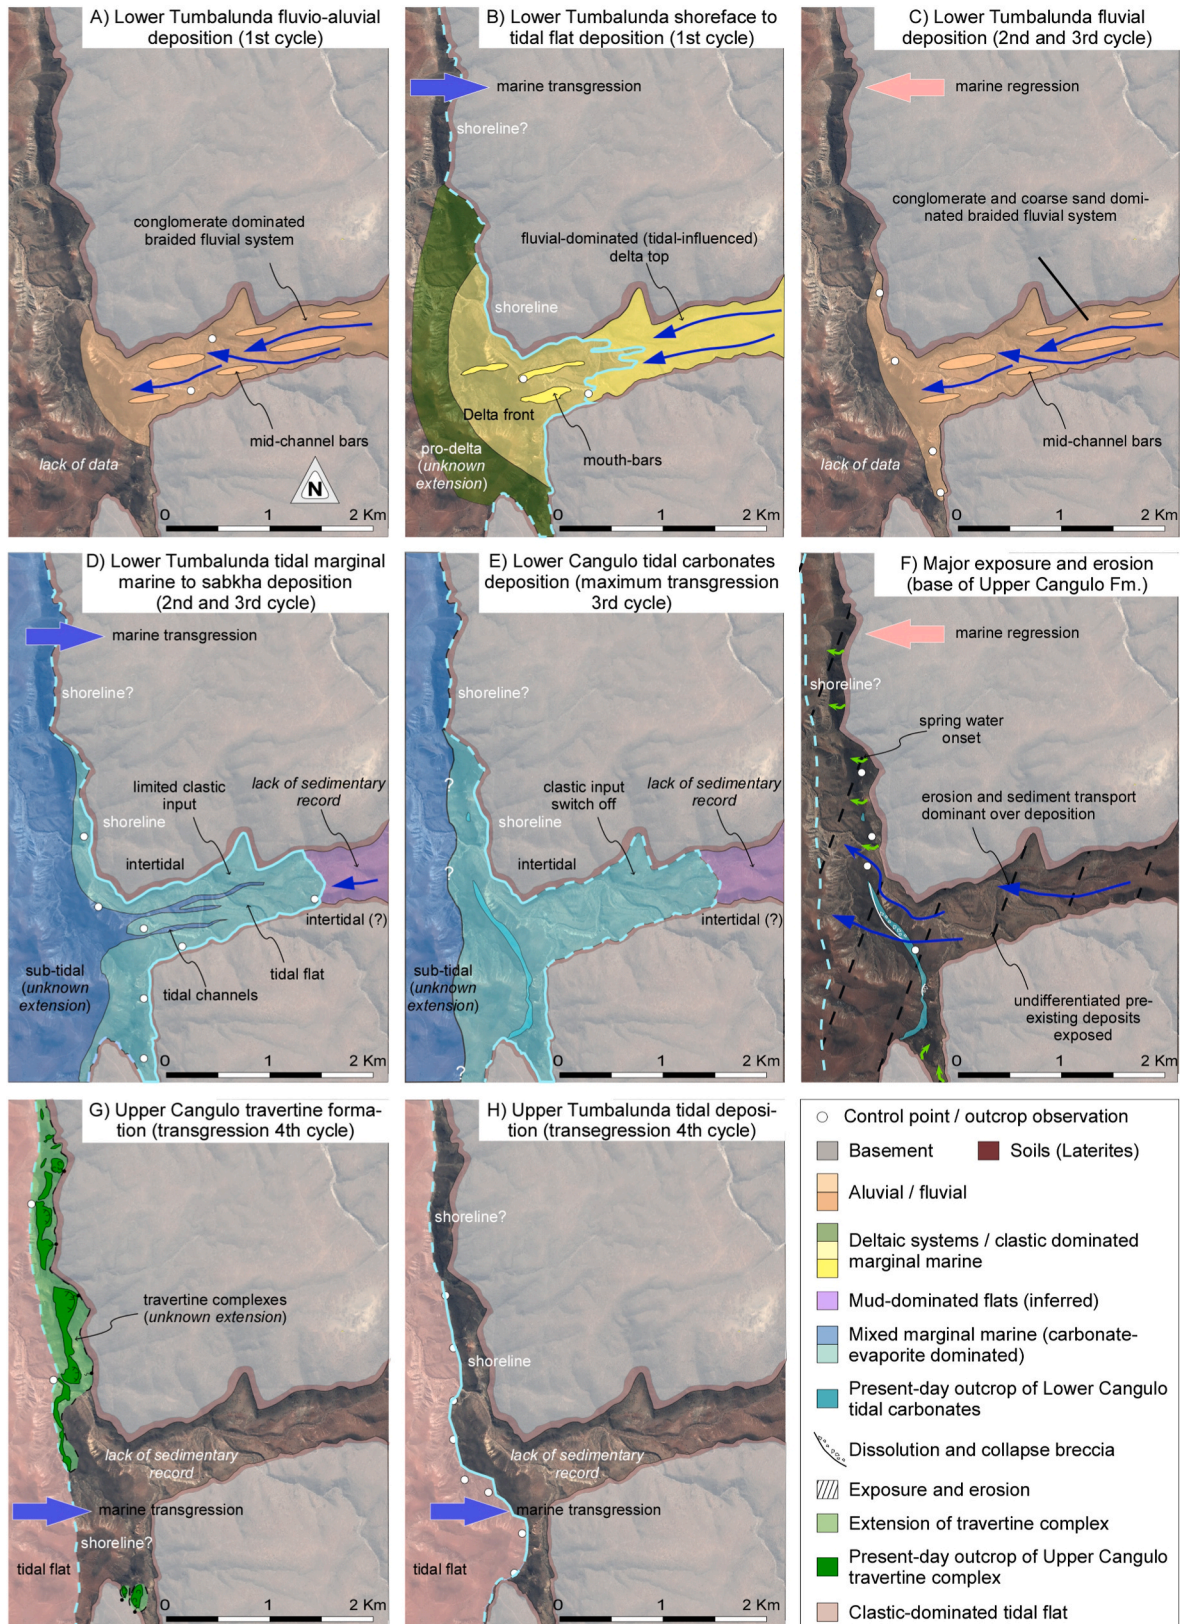 A) Lower Tumbalunda fluvio-aluvial
deposition (1st cycle)
conglomerate dominated
braided fluvial system
mid-channel bars
lack of data
N
0 1 2 Km
B) Lower Tumbalunda shoreface to
tidal flat deposition (1st cycle)
marine transgression
shoreline?
fluvial-dominated (tidal-influenced)
delta top
shoreline
Delta front
pro-delta
(unknown
extension)
mouth-bars
0 1 2 Km
C) Lower Tumbalunda fluvial
deposition (2nd and 3rd cycle)
marine regression
conglomerate and coarse sand domi-
nated braided fluvial system
mid-channel bars
lack of data
0 1 2 Km
D) Lower Tumbalunda tidal marginal
marine to sabkha deposition
(2nd and 3rd cycle)
marine transgression
shoreline?
limited clastic
input
lack of sedimentary
record
shoreline
intertidal
intertidal (?)
sub-tidal
(unknown
extension)
tidal flat
tidal channels
0 1 2 Km
E) Lower Cangulo tidal carbonates
deposition (maximum transgression
3rd cycle)
shoreline?
?
clastic input
switch off
lack of sedimentary
record
shoreline
intertidal
?
intertidal (?)
sub-tidal
(unknown
extension)
?
0 1 2 Km
F) Major exposure and erosion
(base of Upper Cangulo Fm.)
marine regression
shoreline?
spring water
onset
erosion and sediment transport
dominant over deposition
undifferentiated pre-
existing deposits
exposed
0 1 2 Km
G) Upper Cangulo travertine forma-
tion (transgression 4th cycle)
travertine complexes
(unknown extension)
lack of sedimentary
record
marine transgression
shoreline?
tidal flat
0 1 2 Km
H) Upper Tumbalunda tidal deposi-
tion (transegression 4th cycle)
shoreline?
shoreline
lack of sedimentary
record
marine transgression
tidal flat
0 1 2 Km
Control point / outcrop observation
Basement Soils (Laterites)
Aluvial / fluvial
Deltaic systems / clastic dominated
marginal marine
Mud-dominated flats (inferred)
Mixed marginal marine (carbonate-
evaporite dominated)
Present-day outcrop of Lower Cangulo
tidal carbonates
Dissolution and collapse breccia
Exposure and erosion
Extension of travertine complex
Present-day outcrop of Upper Cangulo
travertine complex
Clastic-dominated tidal flat